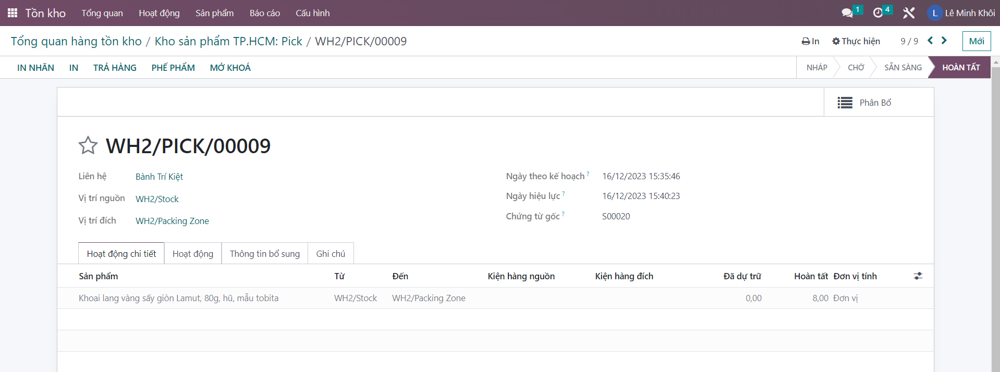 Tồn kho Tổng quan Hoạt động Sản phẩm Báo cáo Cấu hình 1 4 L Lê Minh Khôi
Tổng quan hàng tồn kho / Kho sản phẩm TP.HCM: Pick / WH2/PICK/00009 In Thực hiện 9 / 9 Mới
IN NHÃN IN TRẢ HÀNG PHẾ PHẨM MỞ KHOÁ NHÁP CHỜ SẴN SÀNG HOÀN TẤT
Phân Bổ
WH2/PICK/00009
Liên hệ Bành Trí Kiệt Ngày theo kế hoạch ? 16/12/2023 15:35:46
Vị trí nguồn WH2/Stock Ngày hiệu lực ? 16/12/2023 15:40:23
Vị trí đích WH2/Packing Zone Chứng từ gốc ? S00020
Hoạt động chi tiết Hoạt động Thông tin bổ sung Ghi chú
Sản phẩm Từ Đến Kiện hàng nguồn Kiện hàng đích Đã dự trữ Hoàn tất Đơn vị tính
Khoai lang vàng sấy giòn Lamut, 80g, hũ, mẫu tobita WH2/Stock WH2/Packing Zone 0,00 8,00 Đơn vị